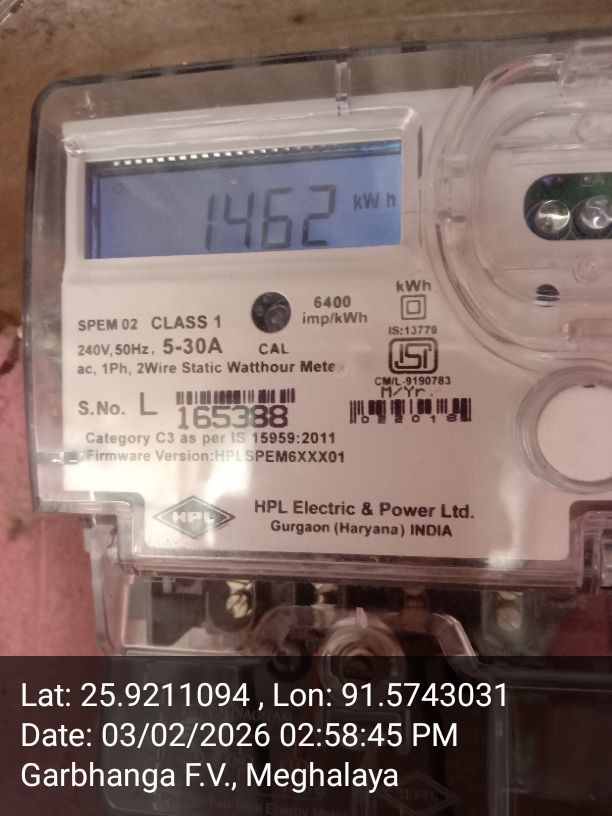 1462 kWh
kWh
6400
imp/kWh
IS:13779
SPEM 02 CLASS 1
240V, 50Hz, 5-30A
CAL
ac, 1Ph, 2Wire Static Watthour Mete
CM/L-9190783
M/Yr.
S.No. L 165388
Category C3 as per IS 15959:2011
Firmware Version:HPLSPEM6XXX01
HPL
HPL Electric & Power Ltd.
Gurgaon (Haryana) INDIA
Lat: 25.9211094 , Lon: 91.5743031
Date: 03/02/2026 02:58:45 PM
Garbhanga F.V., Meghalaya